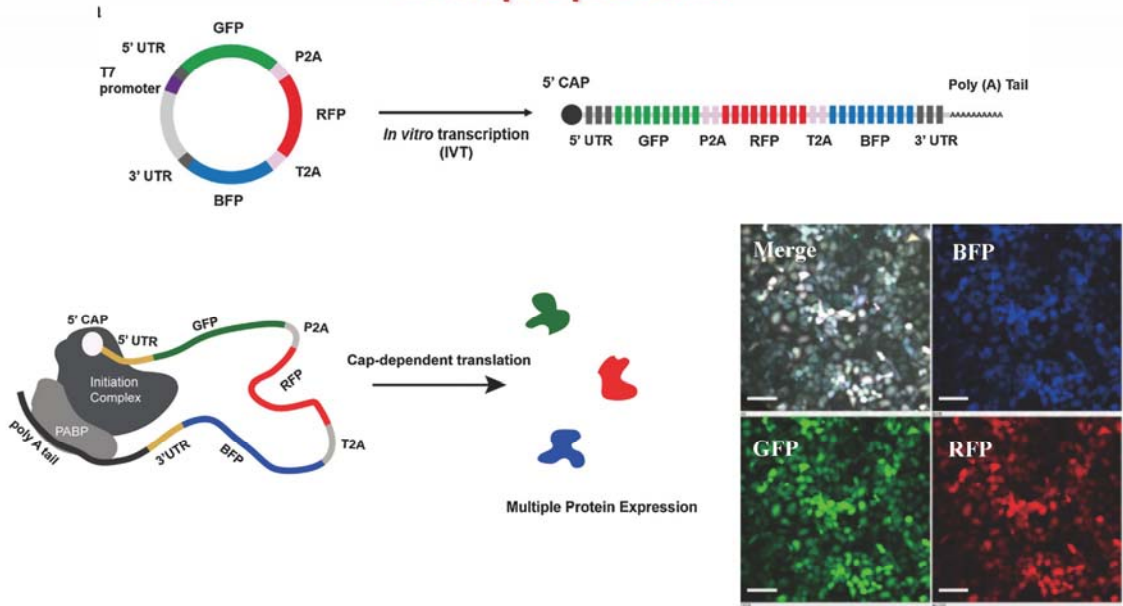 GFP
5' UTR
P2A
T7
promoter
RFP
3' UTR
T2A
BFP
In vitro transcription
(IVT)
5' CAP
Poly (A) Tail
AAAAAAAAAA
5' UTR GFP P2A RFP T2A BFP 3' UTR
5' CAP
5' UTR
GFP
P2A
Initiation
Complex
RFP
PABP
poly A tail
3'UTR
BFP
T2A
Cap-dependent translation
Multiple Protein Expression
Merge
BFP
GFP
RFP